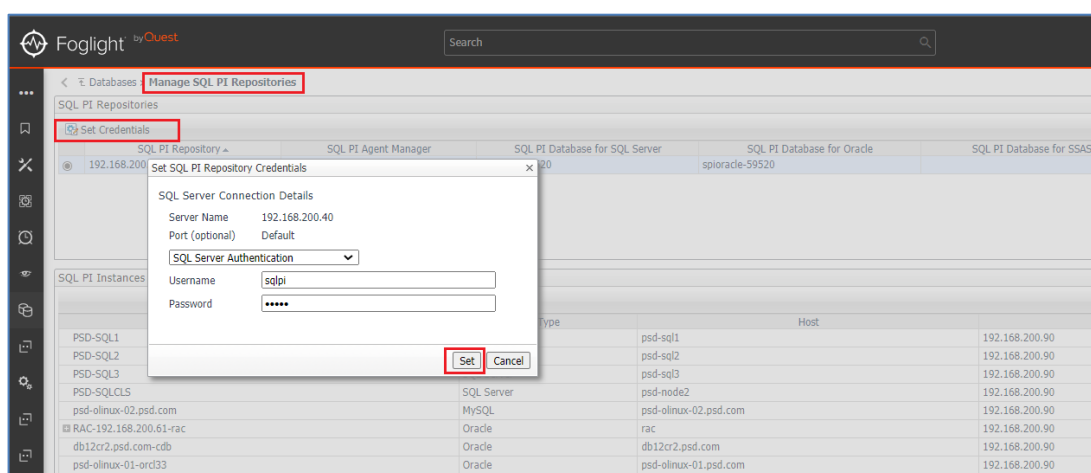 Foglight by Quest
Search
Databases : Manage SQL PI Repositories
SQL PI Repositories
Set Credentials
SQL PI Repository SQL PI Agent Manager SQL PI Database for SQL Server SQL PI Database for Oracle SQL PI Database for SSAS
192.168.200 20 spioracle-59520
Set SQL PI Repository Credentials
SQL Server Connection Details
Server Name 192.168.200.40
Port (optional) Default
SQL Server Authentication
Username sqlpi
Password •••••
Set Cancel
SQL PI Instances
Type Host
PSD-SQL1 psd-sql1 192.168.200.90
PSD-SQL2 psd-sql2 192.168.200.90
PSD-SQL3 psd-sql3 192.168.200.90
PSD-SQLCLS SQL Server psd-node2 192.168.200.90
psd-olinux-02.psd.com MySQL psd-olinux-02.psd.com 192.168.200.90
RAC-192.168.200.61-rac Oracle rac 192.168.200.90
db12cr2.psd.com-cdb Oracle db12cr2.psd.com 192.168.200.90
psd-olinux-01-orcl33 Oracle psd-olinux-01.psd.com 192.168.200.90